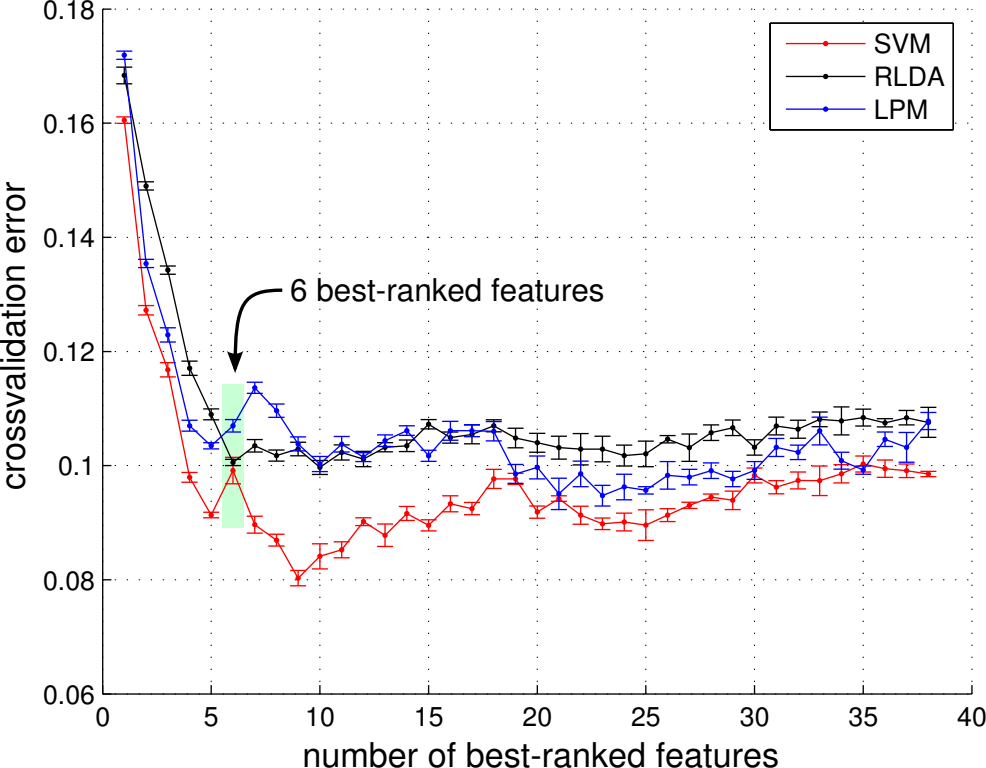 0.18
0.16
0.14
0.12
0.1
0.08
0.06
0 5 10 15 20 25 30 35 40
crossvalidation error
number of best-ranked features
6 best-ranked features
SVM
RLDA
LPM